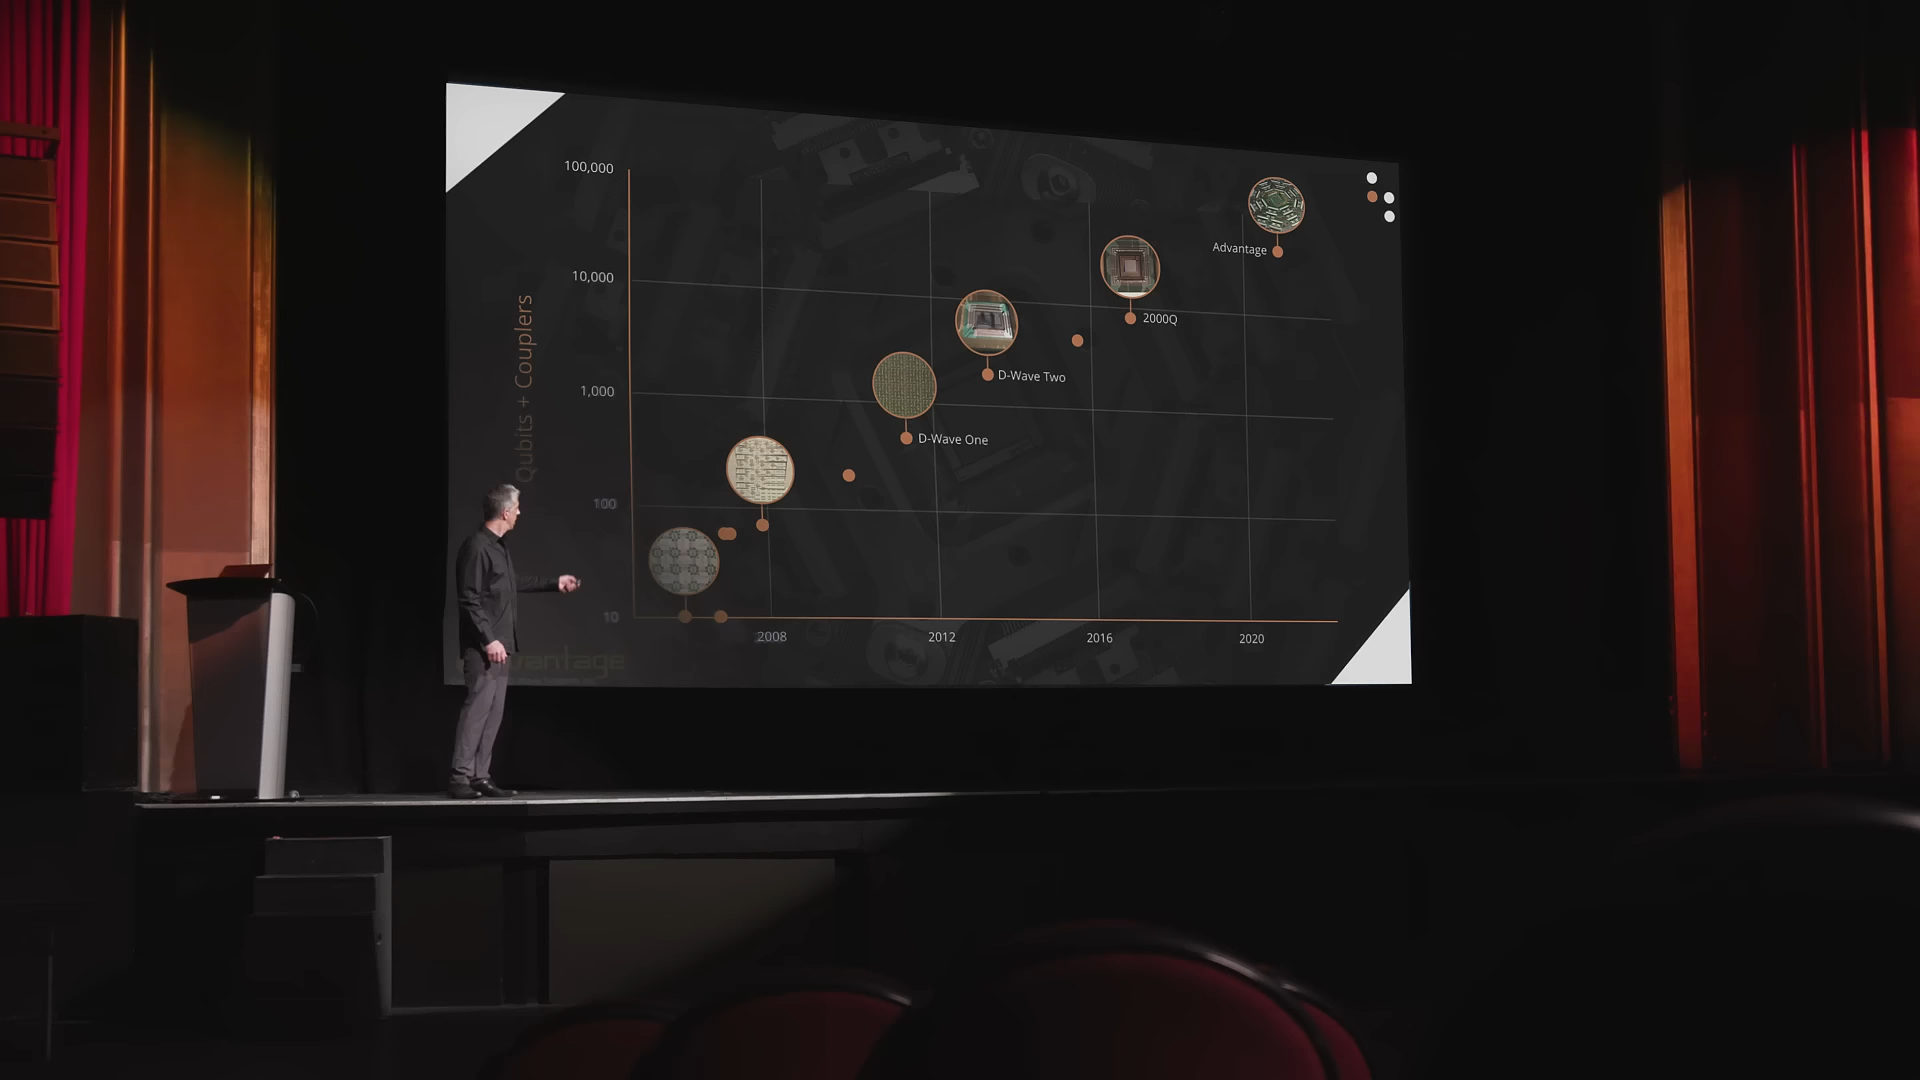 100,000
10,000
1,000
100
10
Qubits + Couplers
Advantage
2000Q
D-Wave Two
D-Wave One
2008
2012
2016
2020
vantage